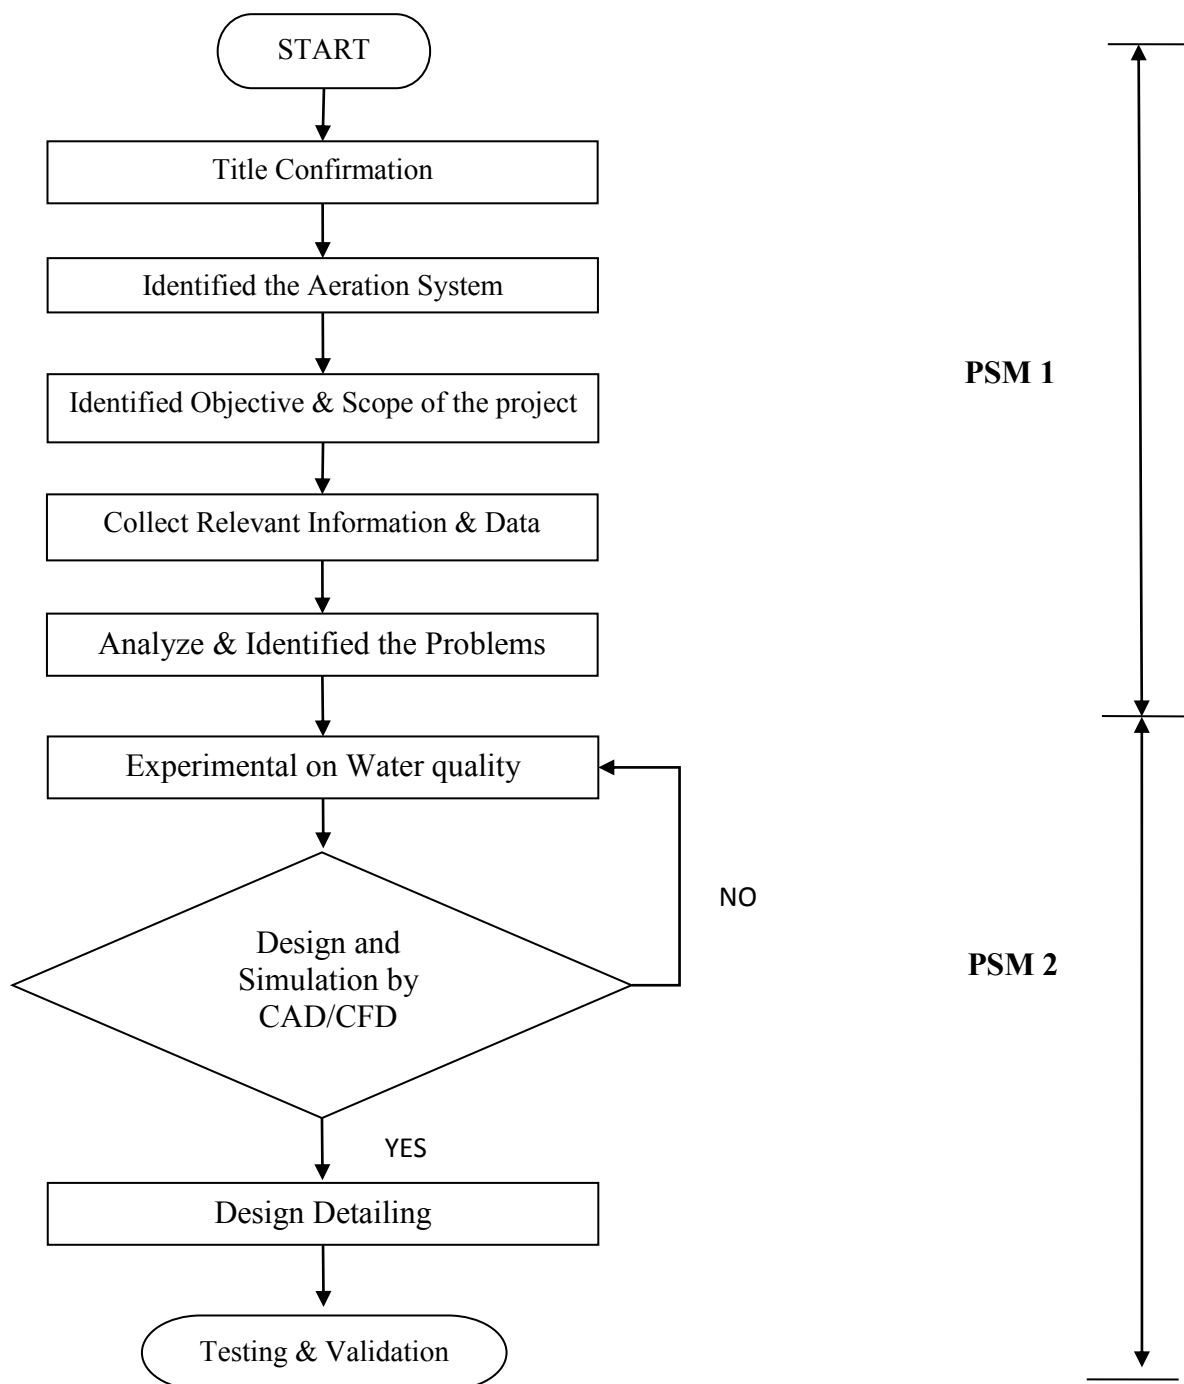 START
Title Confirmation
Identified the Aeration System
Identified Objective & Scope of the project
PSM 1
Collect Relevant Information & Data
Analyze & Identified the Problems
Experimental on Water quality
NO
Design and
Simulation by
CAD/CFD
PSM 2
YES
Design Detailing
Testing & Validation